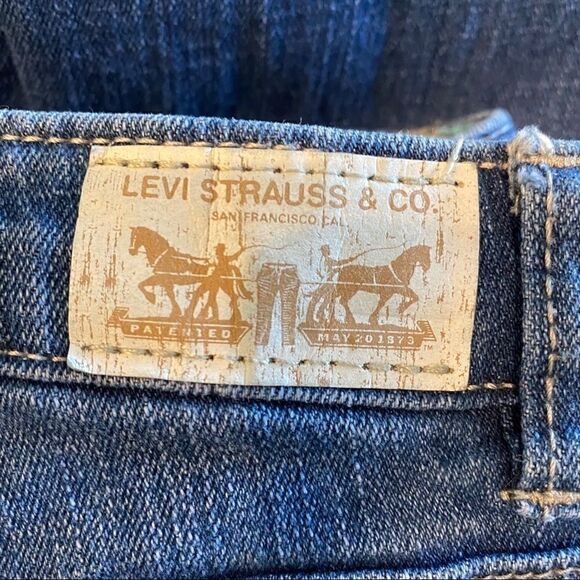 LEVI STRAUSS & CO
SAN FRANCISCO CAL.
PATENTED MAY 20 1873